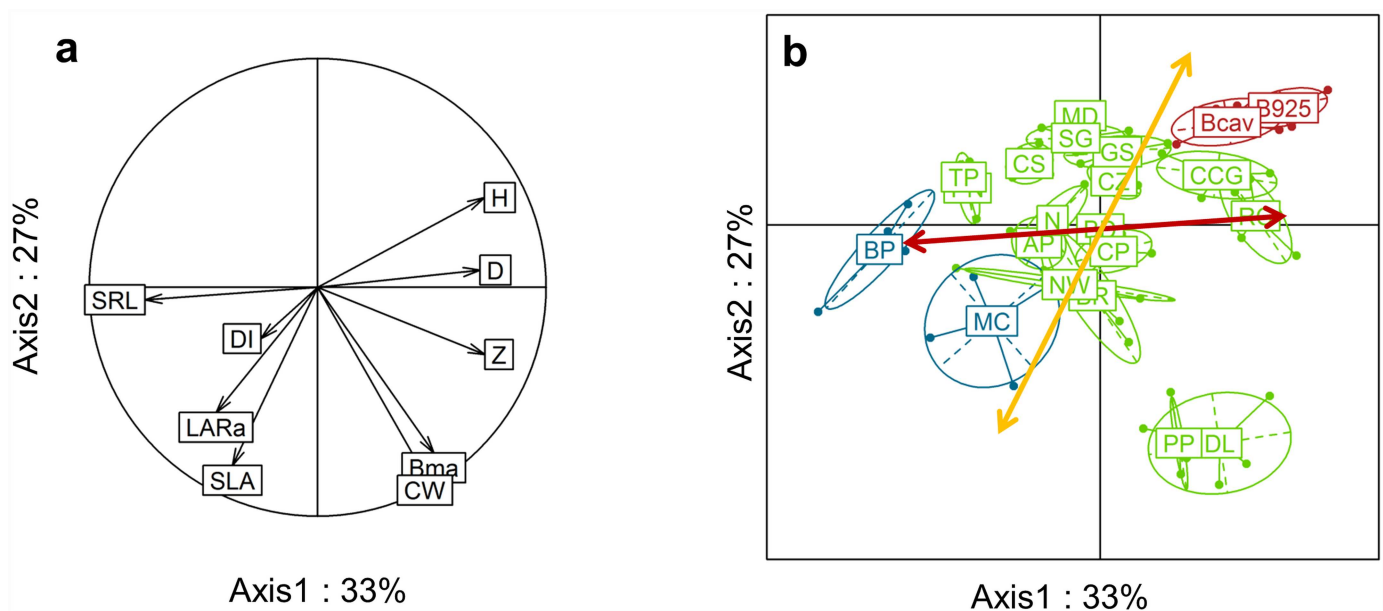 a
H
D
SRL
DI
Z
LARa
SLA
Bma
CW
Axis2 : 27%
Axis1 : 33%
b
B925
Bcav
MD
SG
GS
CS
CZ
CCG
TP
N
AP
CP
BP
NW
MC
PP
DL
Axis2 : 27%
Axis1 : 33%